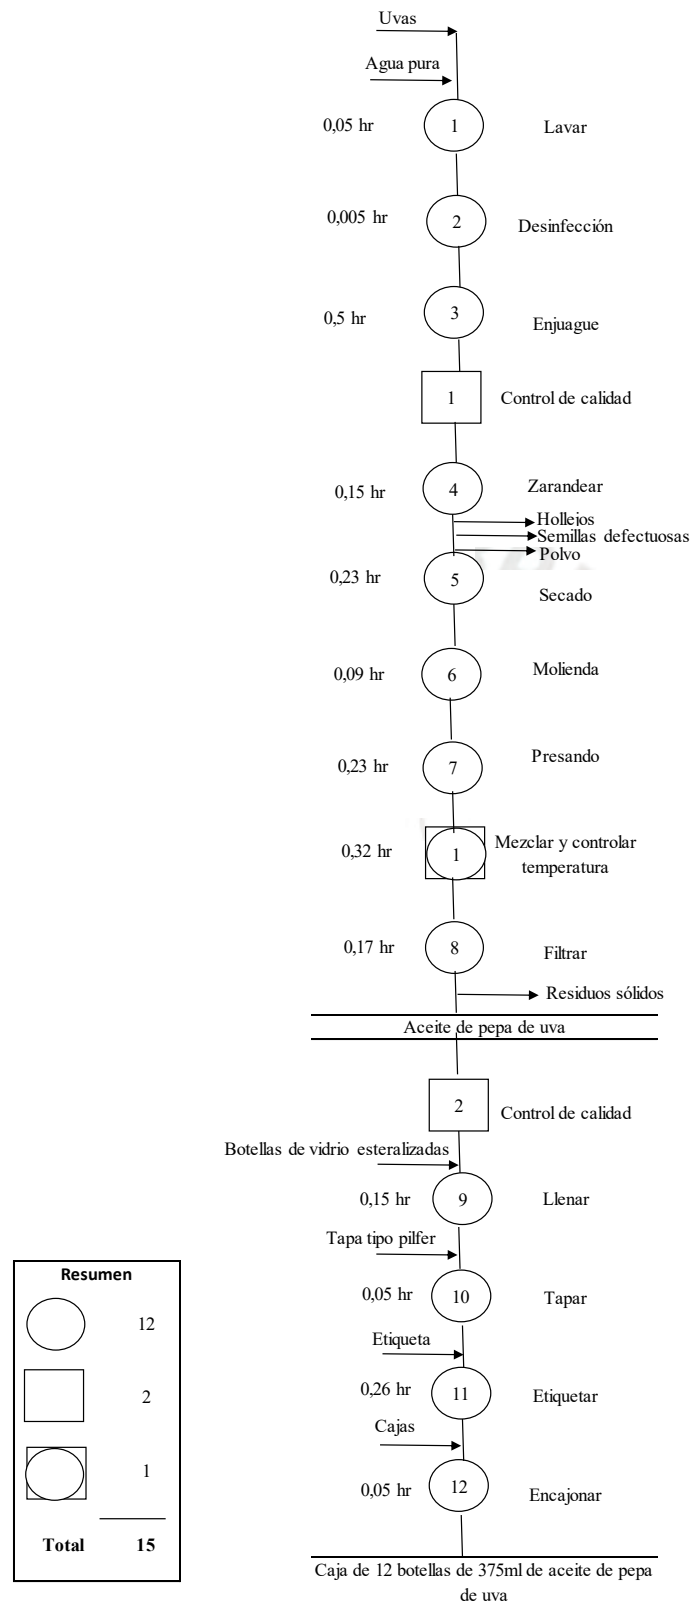 Uvas
Agua pura
0,05 hr 1 Lavar
0,005 hr 2 Desinfección
0,5 hr 3 Enjuague
1 Control de calidad
0,15 hr 4 Zarandear
Hollejos
Semillas defectuosas
Polvo
0,23 hr 5 Secado
0,09 hr 6 Molienda
0,23 hr 7 Presando
0,32 hr 1 Mezclar y controlar
temperatura
0,17 hr 8 Filtrar
Residuos sólidos
Aceite de pepa de uva
2 Control de calidad
Botellas de vidrio esteralizadas
0,15 hr 9 Llenar
Tapa tipo pilfer
0,05 hr 10 Tapar
Etiqueta
0,26 hr 11 Etiquetar
Cajas
0,05 hr 12 Encajonar
Caja de 12 botellas de 375ml de aceite de pepa
de uva
Resumen
12
2
1
Total 15